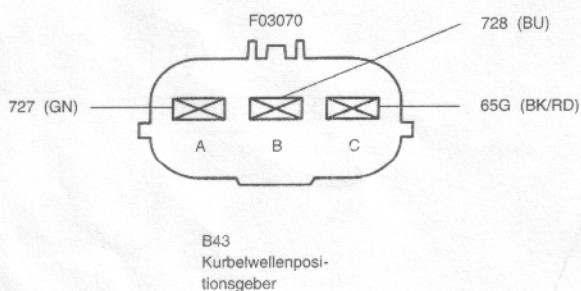 F03070
728 (BU)
727 (GN)
65G (BK/RD)
A B C
B43
Kurbelwellenposi-
tionsgeber